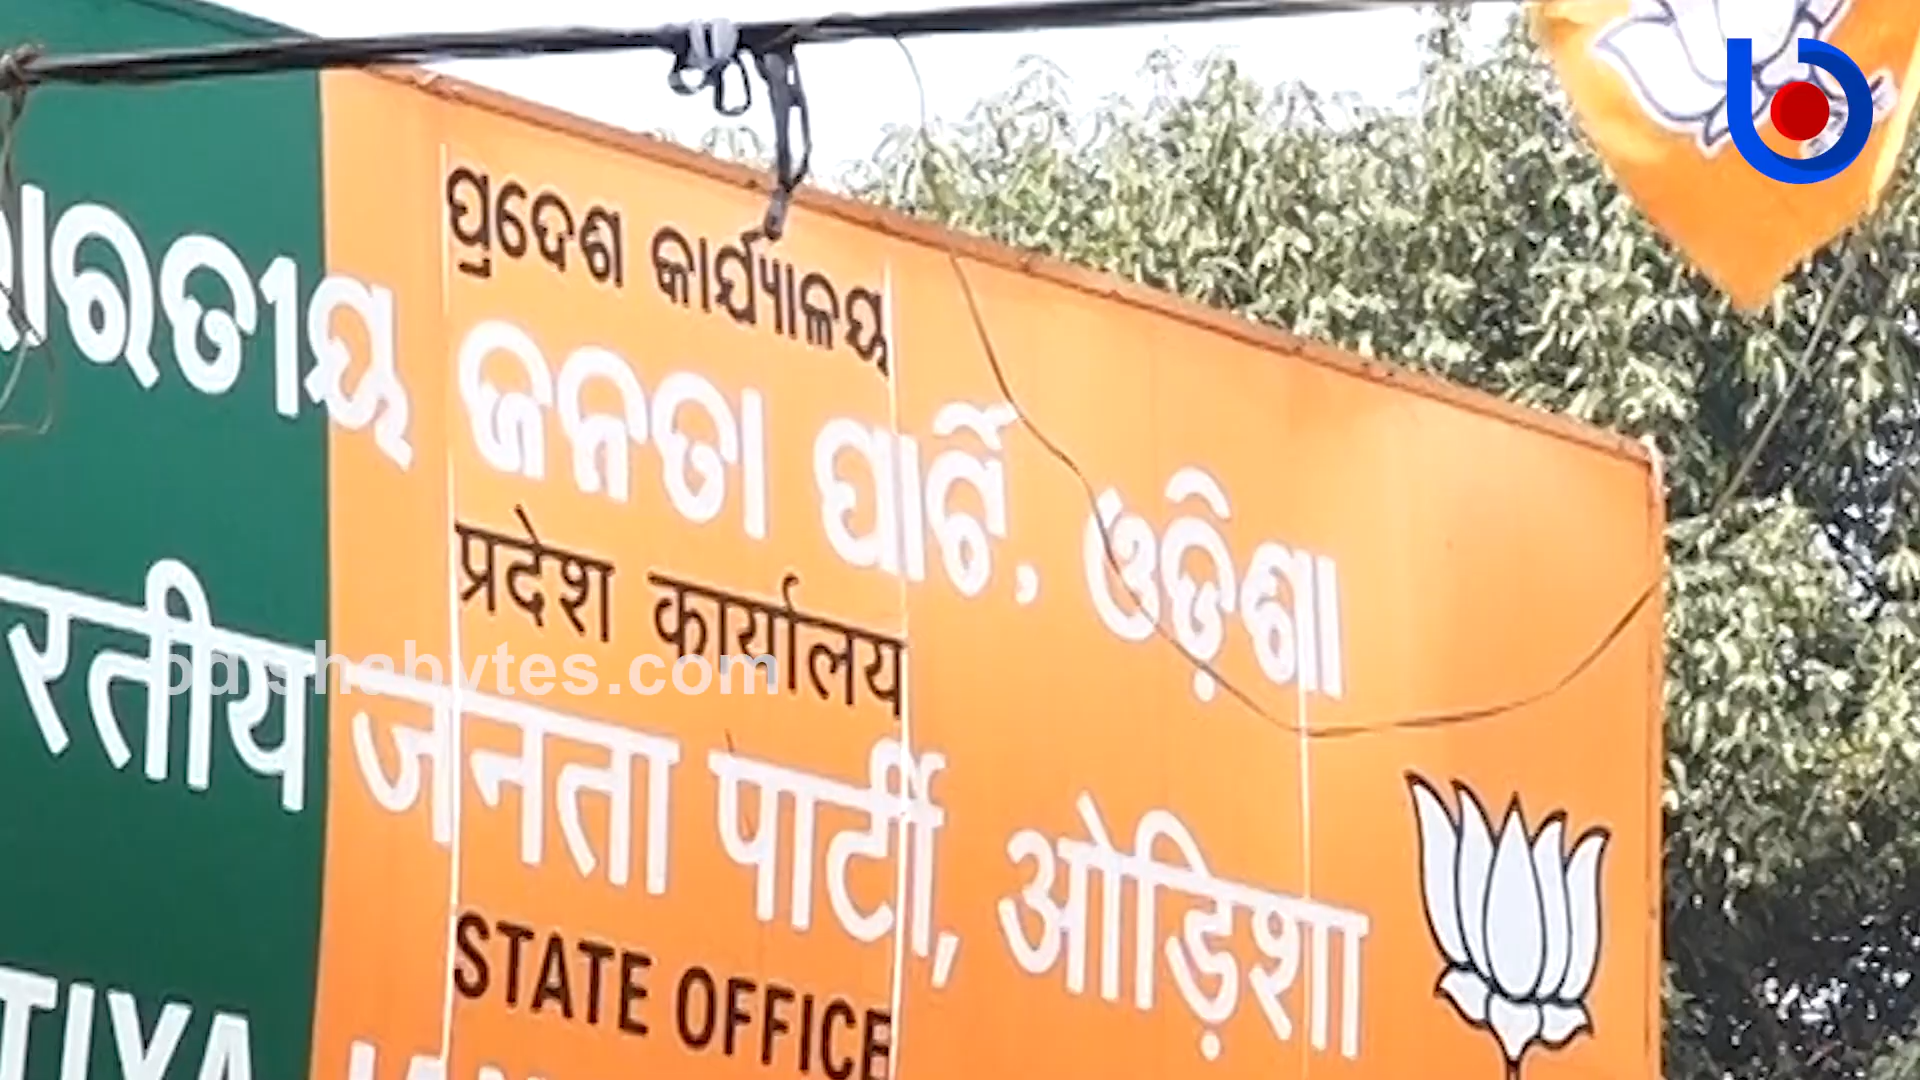 ପ୍ରଦେଶ କାର୍ଯ୍ୟାଳୟ
ଭାରତୀୟ ଜନତା ପାର୍ଟି, ଓଡ଼ିଶା
प्रदेश कार्यालय
रतीय जनता पार्टी, ओड़िशा
odishabytes.com
STATE OFFICE
TIYA